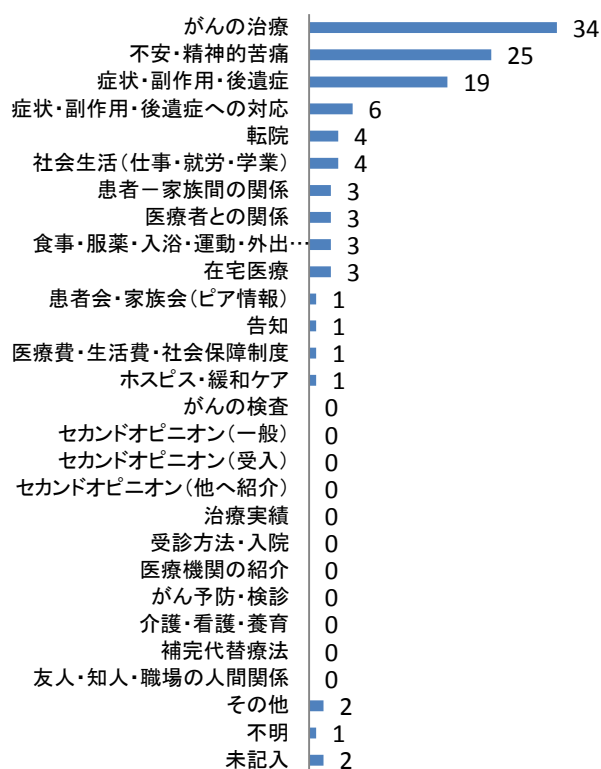 がんの治療 34
不安・精神的苦痛 25
症状・副作用・後遺症 19
症状・副作用・後遺症への対応 6
転院 4
社会生活(仕事・就労・学業) 4
患者－家族間の関係 3
医療者との関係 3
食事・服薬・入浴・運動・外出… 3
在宅医療 3
患者会・家族会(ピア情報) 1
告知 1
医療費・生活費・社会保障制度 1
ホスピス・緩和ケア 1
がんの検査 0
セカンドオピニオン(一般) 0
セカンドオピニオン(受入) 0
セカンドオピニオン(他へ紹介) 0
治療実績 0
受診方法・入院 0
医療機関の紹介 0
がん予防・検診 0
介護・看護・養育 0
補完代替療法 0
友人・知人・職場の人間関係 0
その他 2
不明 1
未記入 2